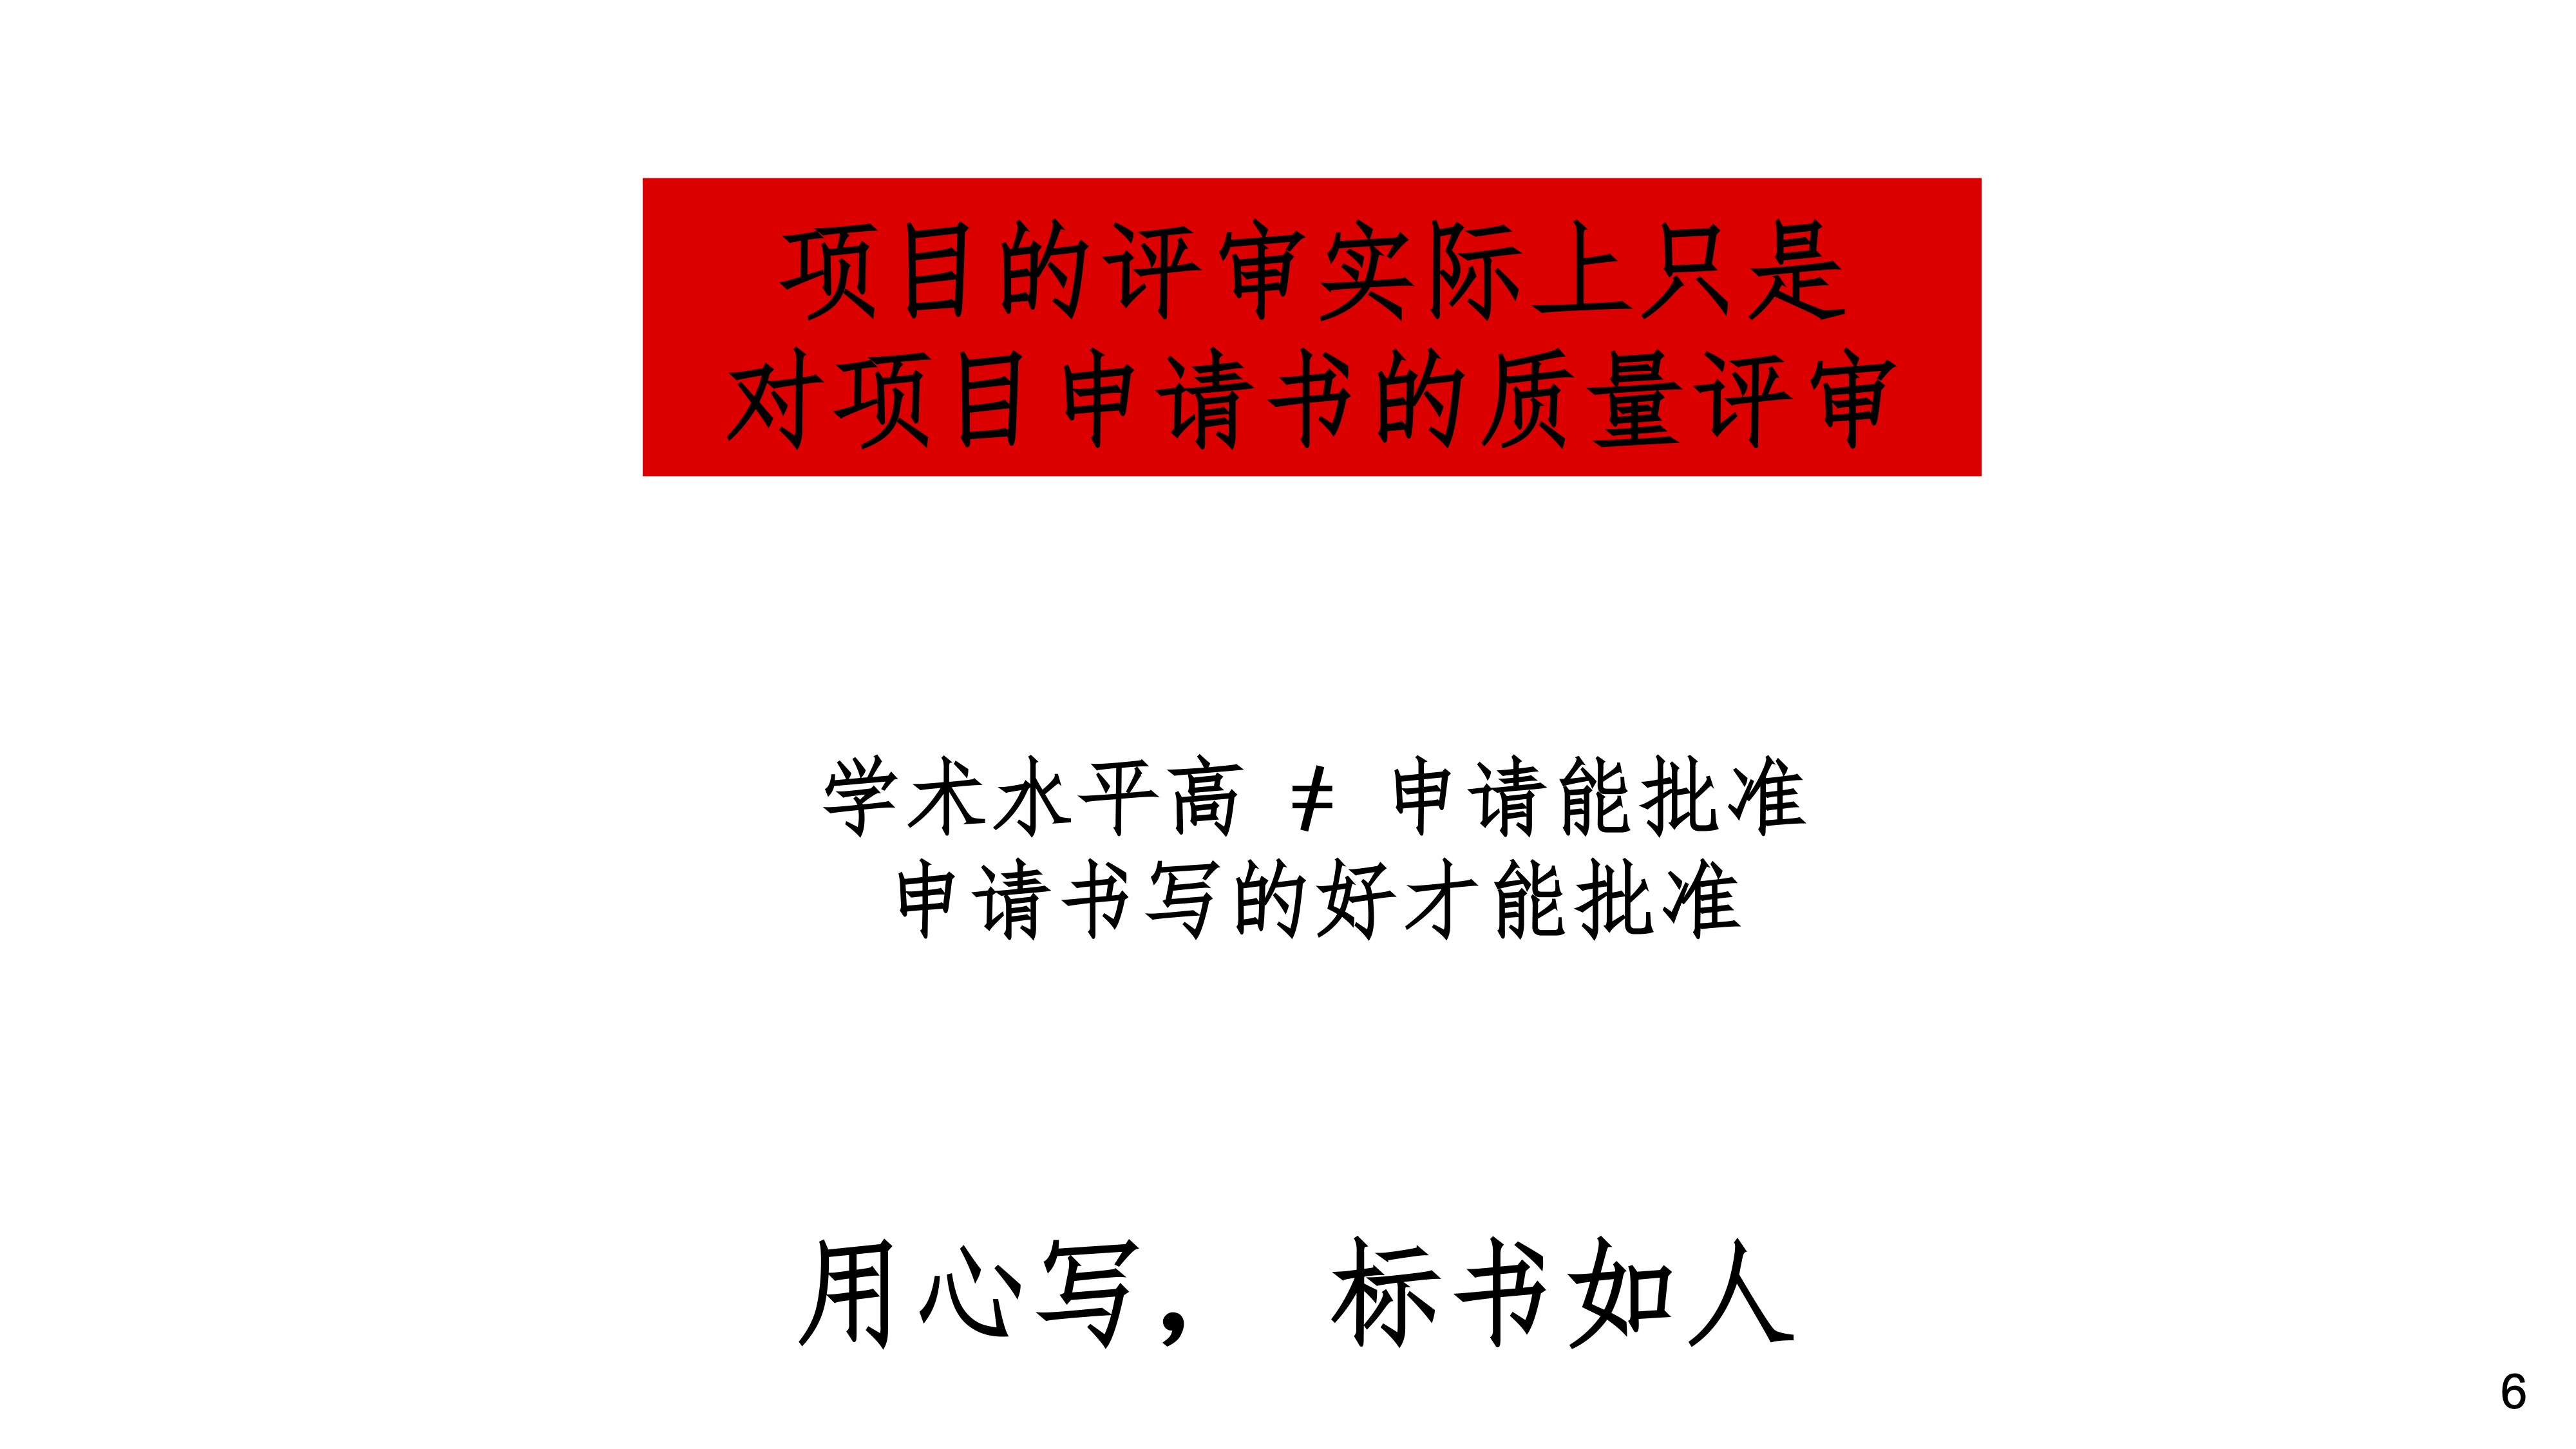 项目的评审实际上只是
对项目申请书的质量评审
学术水平高 ≠ 申请能批准
申请书写的好才能批准
用心写， 标书如人
6